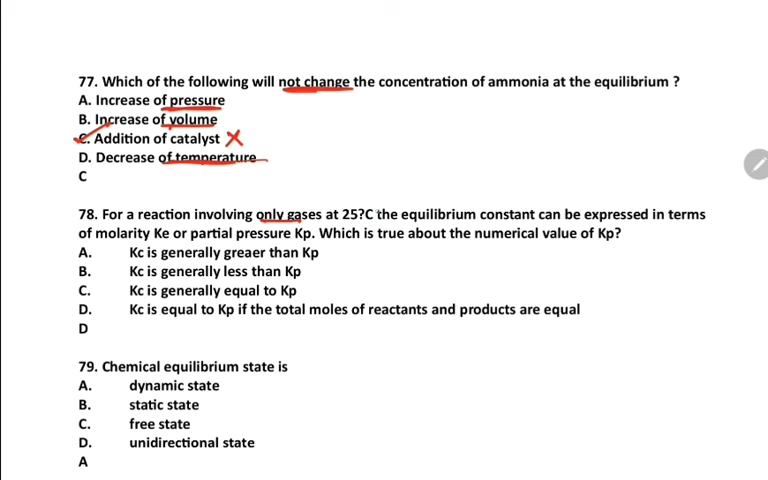 77. Which of the following will not change the concentration of ammonia at the equilibrium ?
A. Increase of pressure
B. Increase of volume
C. Addition of catalyst
D. Decrease of temperature
C
78. For a reaction involving only gases at 25?C the equilibrium constant can be expressed in terms
of molarity Ke or partial pressure Kp. Which is true about the numerical value of Kp?
A. Kc is generally greaer than Kp
B. Kc is generally less than Kp
C. Kc is generally equal to Kp
D. Kc is equal to Kp if the total moles of reactants and products are equal
D
79. Chemical equilibrium state is
A. dynamic state
B. static state
C. free state
D. unidirectional state
A